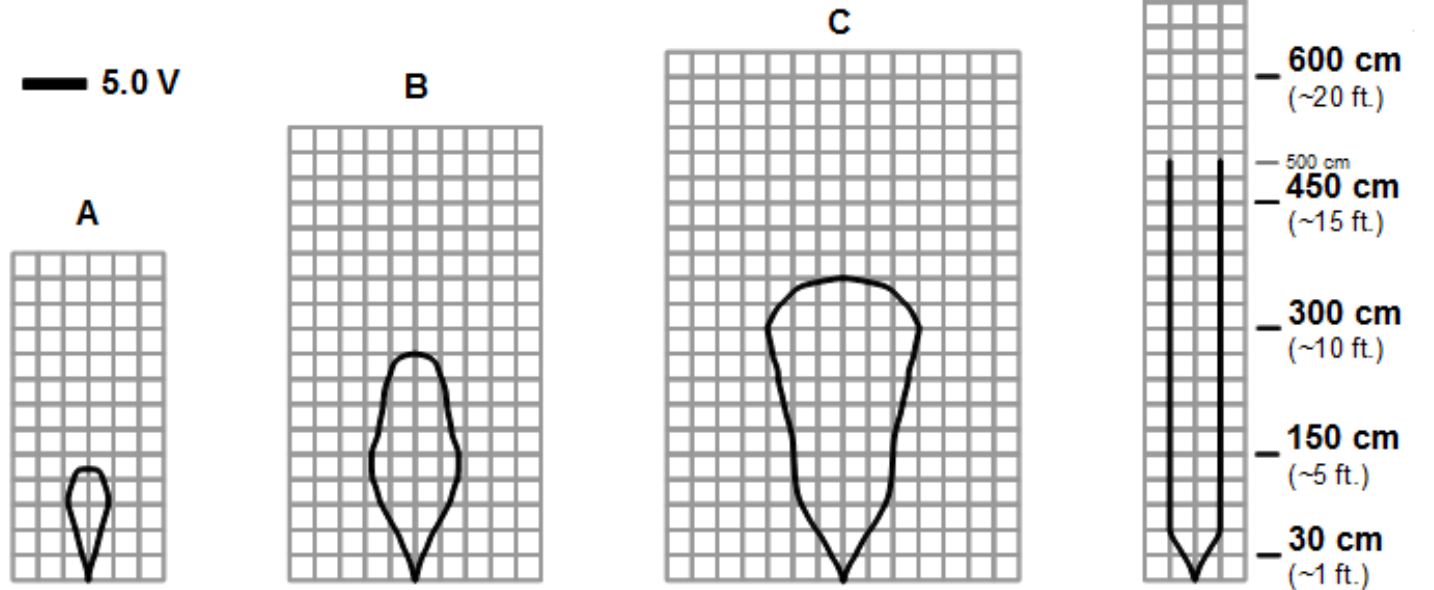 5.0 V
A
B
C
600 cm
(~20 ft.)
500 cm
450 cm
(~15 ft.)
300 cm
(~10 ft.)
150 cm
(~5 ft.)
30 cm
(~1 ft.)